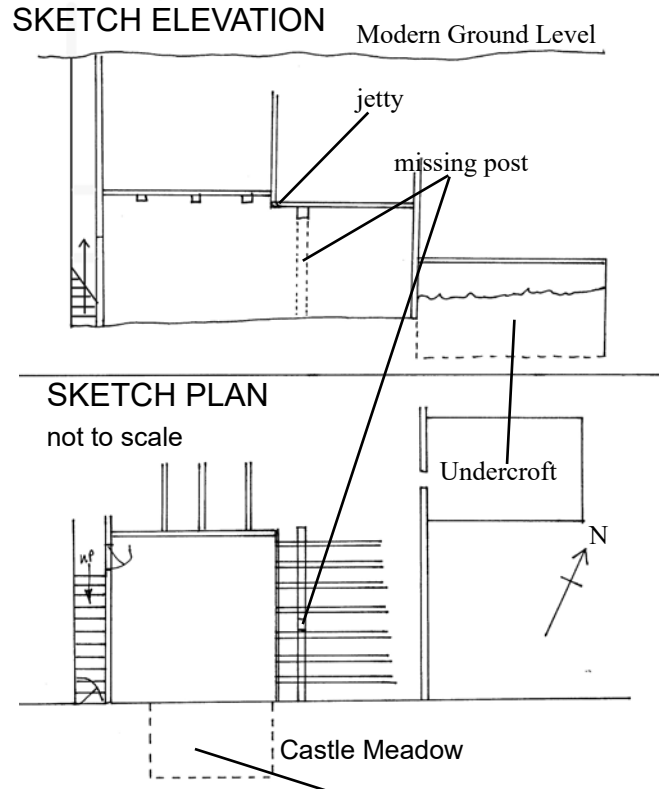 SKETCH ELEVATION
Modern Ground Level
jetty
missing post
SKETCH PLAN
not to scale
Undercroft
N
up
Castle Meadow